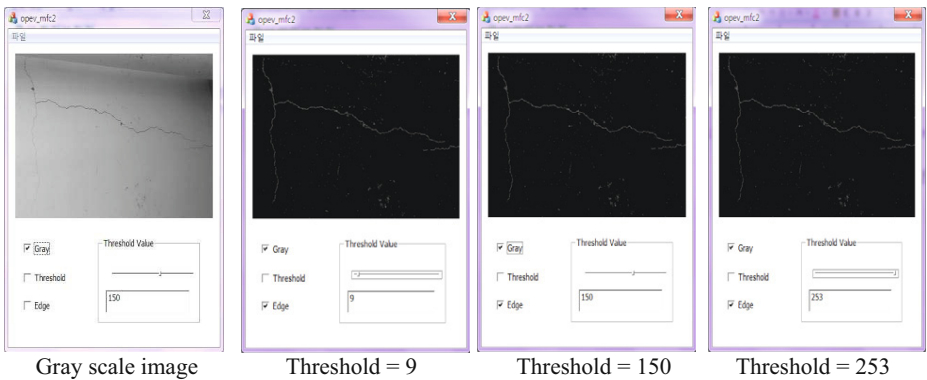 opev_mfc2
파일
Gray
Threshold
Edge
Threshold Value
150
Gray scale image
opev_mfc2
파일
Gray
Threshold
Edge
Threshold Value
9
Threshold = 9
opev_mfc2
파일
Gray
Threshold
Edge
Threshold Value
150
Threshold = 150
opev_mfc2
파일
Gray
Threshold
Edge
Threshold Value
253
Threshold = 253